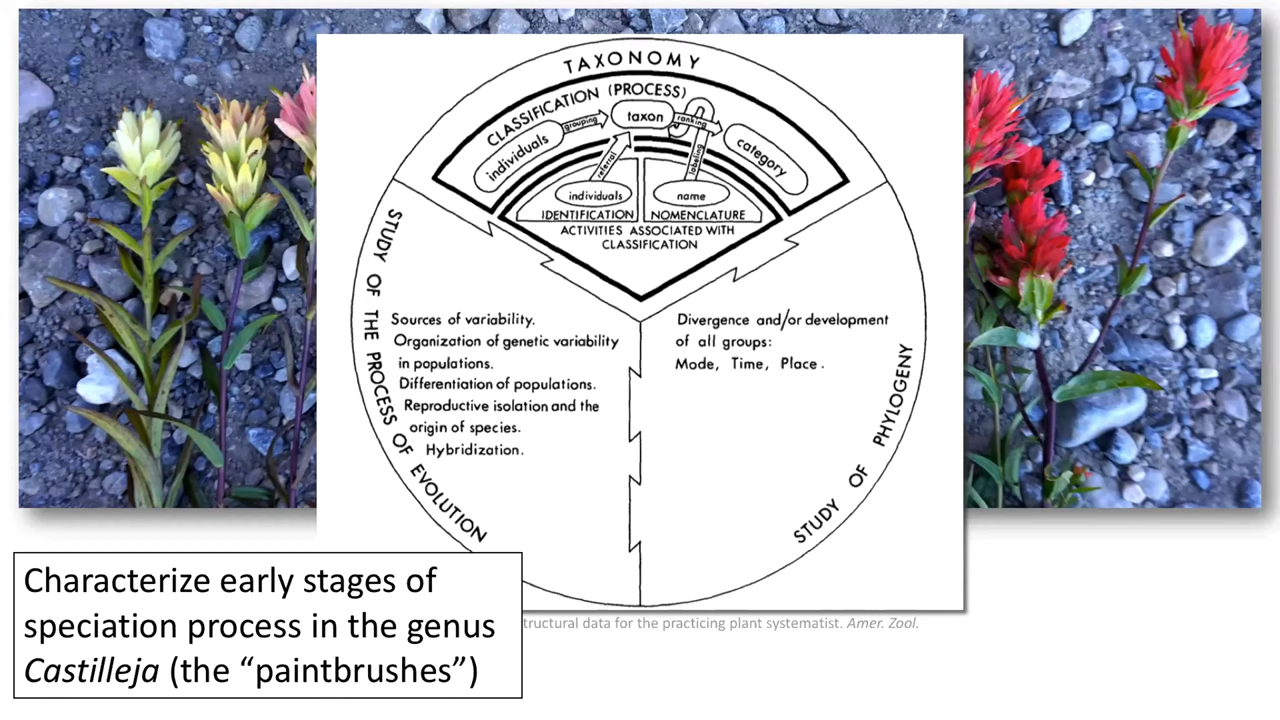 TAXONOMY
CLASSIFICATION (PROCESS)
individuals
grouping
taxon
ranking
category
referral
labeling
individuals
name
IDENTIFICATION
NOMENCLATURE
ACTIVITIES ASSOCIATED WITH
CLASSIFICATION
STUDY OF THE PROCESS OF EVOLUTION
Sources of variability.
Organization of genetic variability
in populations.
Differentiation of populations.
Reproductive isolation and the
origin of species.
Hybridization.
Divergence and/or development
of all groups:
Mode, Time, Place.
STUDY OF PHYLOGENY
Characterize early stages of
speciation process in the genus
Castilleja (the “paintbrushes”)
data for the practicing plant systematist. Amer. Zool.